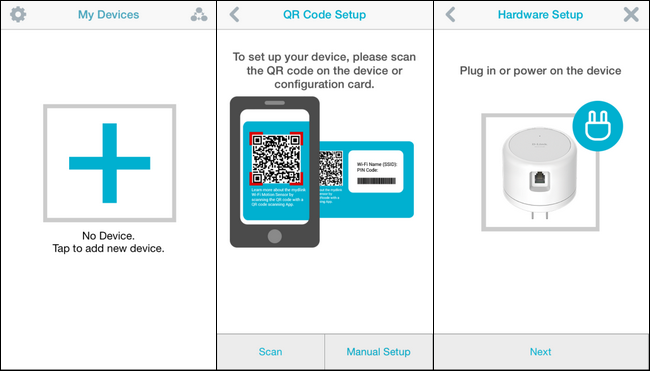 My Devices
No Device.
Tap to add new device.
QR Code Setup
To set up your device, please scan
the QR code on the device or
configuration card.
Learn more about the mydlink
Wi-Fi Motion Sensor by
scanning the QR code with a
QR code scanning App.
Wi-Fi Name (SSID):
PIN Code:
Scan
Manual Setup
Hardware Setup
Plug in or power on the device
D-Link
Next